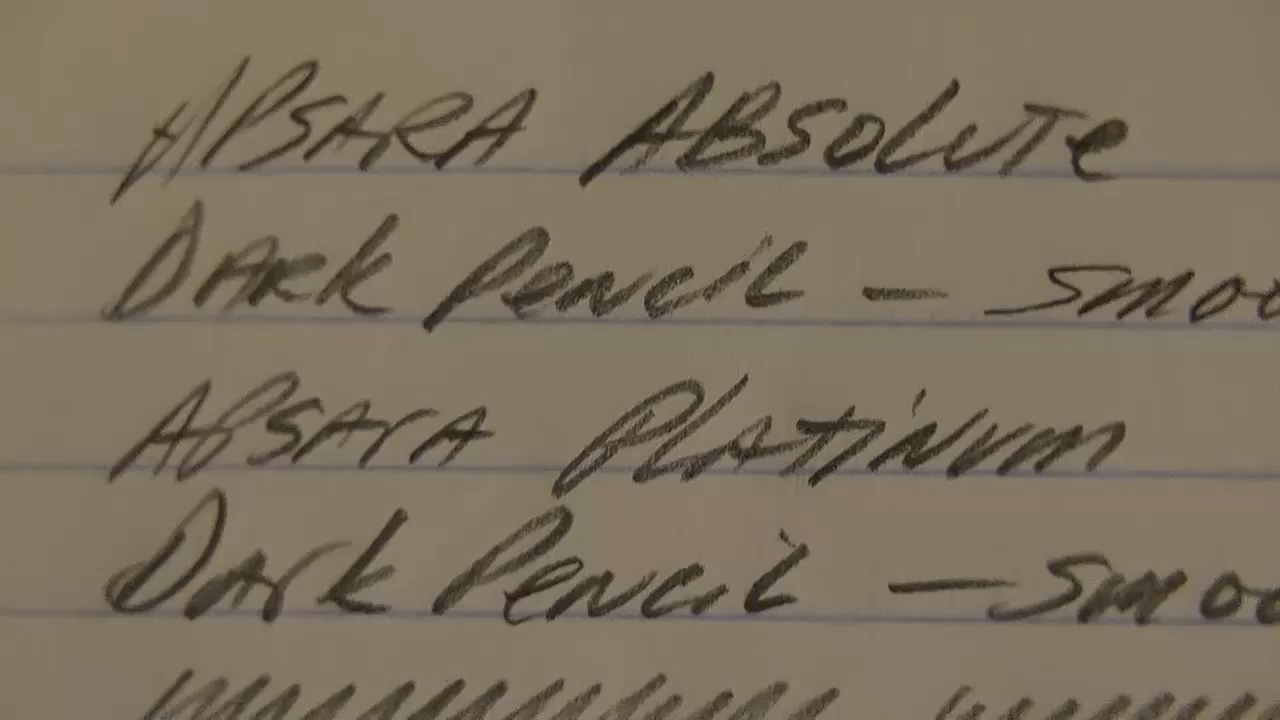 APSARA ABSOLUTE
DARK Pencil — Smoo
APSArA PLATINUM
DArk Pencil — Smoo